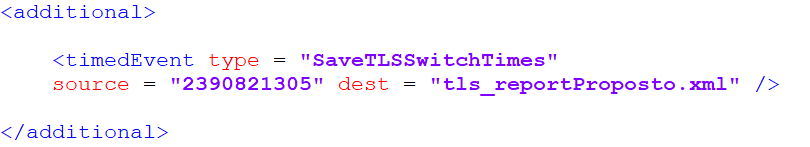 <additional>
<timedEvent type = "SaveTLSSwitchTimes"
source = "2390821305" dest = "tls_reportProposto.xml" />
</additional>